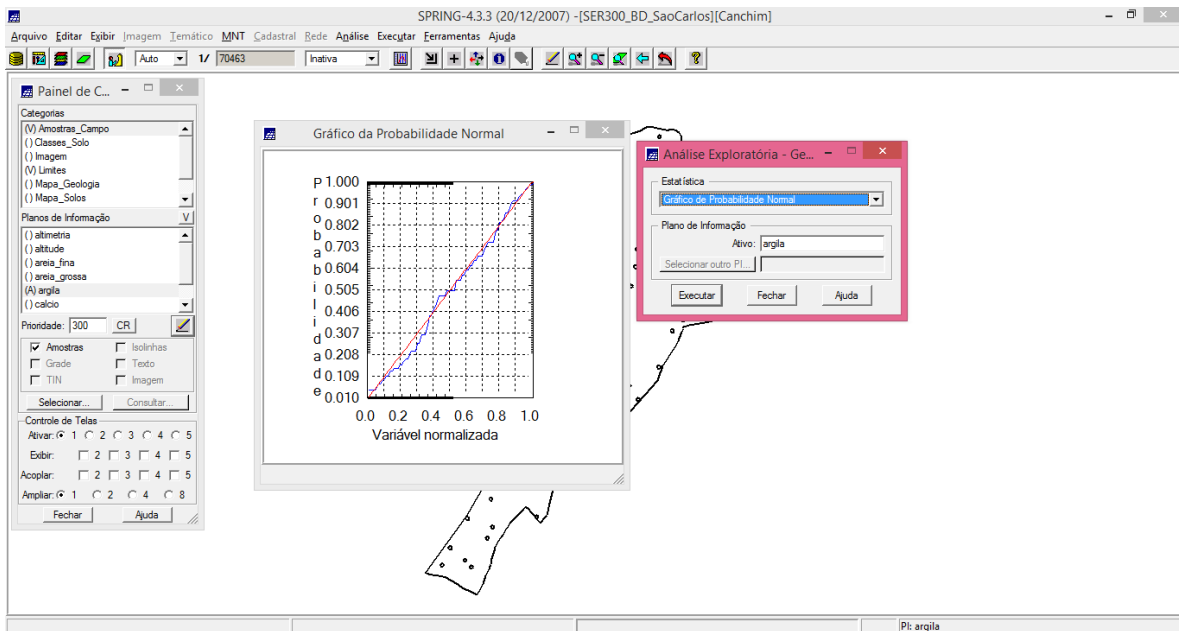 SPRING-4.3.3 (20/12/2007) -[SER300_BD_SaoCarlos][Canchim]
Arquivo Editar Exibir Imagem Temático MNT Cadastral Rede Análise Executar Ferramentas Ajuda
Auto 1/ 70463 Inativa
Painel de C...
Categorias
(V) Amostras_Campo
( ) Classes_Solo
( ) Imagem
(V) Limites
( ) Mapa_Geologia
( ) Mapa_Solos
Planos de Informação V
( ) altimetria
( ) altitude
( ) areia_fina
( ) areia_grossa
(A) argila
( ) calcio
Prioridade: 300 CR
Amostras Isolinhas
Grade Texto
TIN Imagem
Selecionar... Consultar...
Controle de Telas
Ativar: 1 2 3 4 5
Exibir: 2 3 4 5
Acoplar: 2 3 4 5
Ampliar: 1 2 4 8
Fechar Ajuda
Gráfico da Probabilidade Normal
Probabilidade
1.000
0.901
0.802
0.703
0.604
0.505
0.406
0.307
0.208
0.109
0.010
0.0 0.2 0.4 0.6 0.8 1.0
Variável normalizada
Análise Exploratória - Ge...
Estatística
Gráfico de Probabilidade Normal
Plano de Informação
Ativo: argila
Selecionar outro PI...
Executar Fechar Ajuda
PI: argila